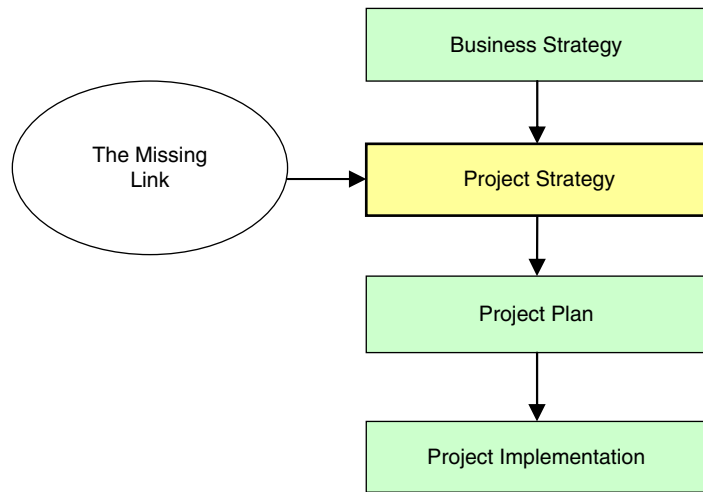 Business Strategy
The Missing
Link
Project Strategy
Project Plan
Project Implementation